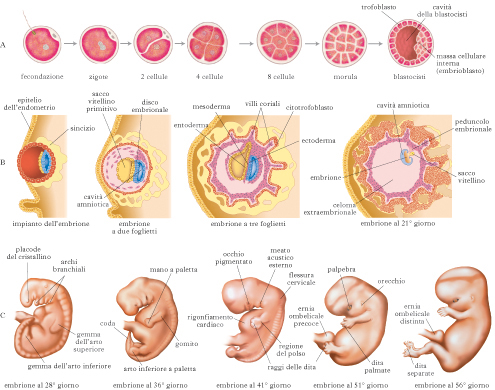 trofoblasto
cavità
della blastocisti
A
massa cellulare
interna
(embrioblasto)
fecondazione
zigote
2 cellule
4 cellule
8 cellule
morula
blastocisti
epitelio
dell'endometrio
sincizio
sacco
vitellino
primitivo
disco
embrionale
mesoderma
villi coriali
citotrofoblasto
entoderma
ectoderma
cavità amniotica
peduncolo
embrionale
B
cavità
amniotica
embrione
celoma
extraembrionale
sacco
vitellino
impianto dell'embrione
embrione
a due foglietti
embrione a tre foglietti
embrione al 21° giorno
placode
del cristallino
archi
branchiali
mano a paletta
occhio
pigmentato
meato
acustico
esterno
flessura
cervicale
palpebra
orecchio
ernia
ombelicale
distinta
C
gemma
dell'arto
superiore
gemma dell'arto inferiore
coda
gomito
arto inferiore a paletta
rigonfiamento
cardiaco
regione
del polso
raggi delle dita
ernia
ombelicale
precoce
dita
palmate
dita
separate
embrione al 28° giorno
embrione al 36° giorno
embrione al 41° giorno
embrione al 51° giorno
embrione al 56° giorno